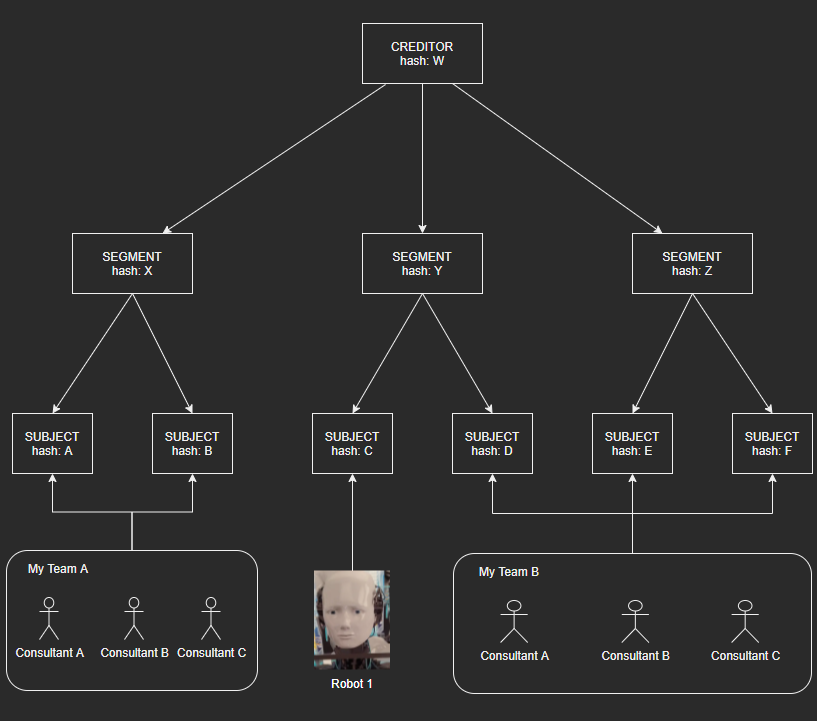 CREDITOR
hash: W
SEGMENT
hash: X
SEGMENT
hash: Y
SEGMENT
hash: Z
SUBJECT
hash: A
SUBJECT
hash: B
SUBJECT
hash: C
SUBJECT
hash: D
SUBJECT
hash: E
SUBJECT
hash: F
My Team A
Consultant A
Consultant B
Consultant C
Robot 1
My Team B
Consultant A
Consultant B
Consultant C